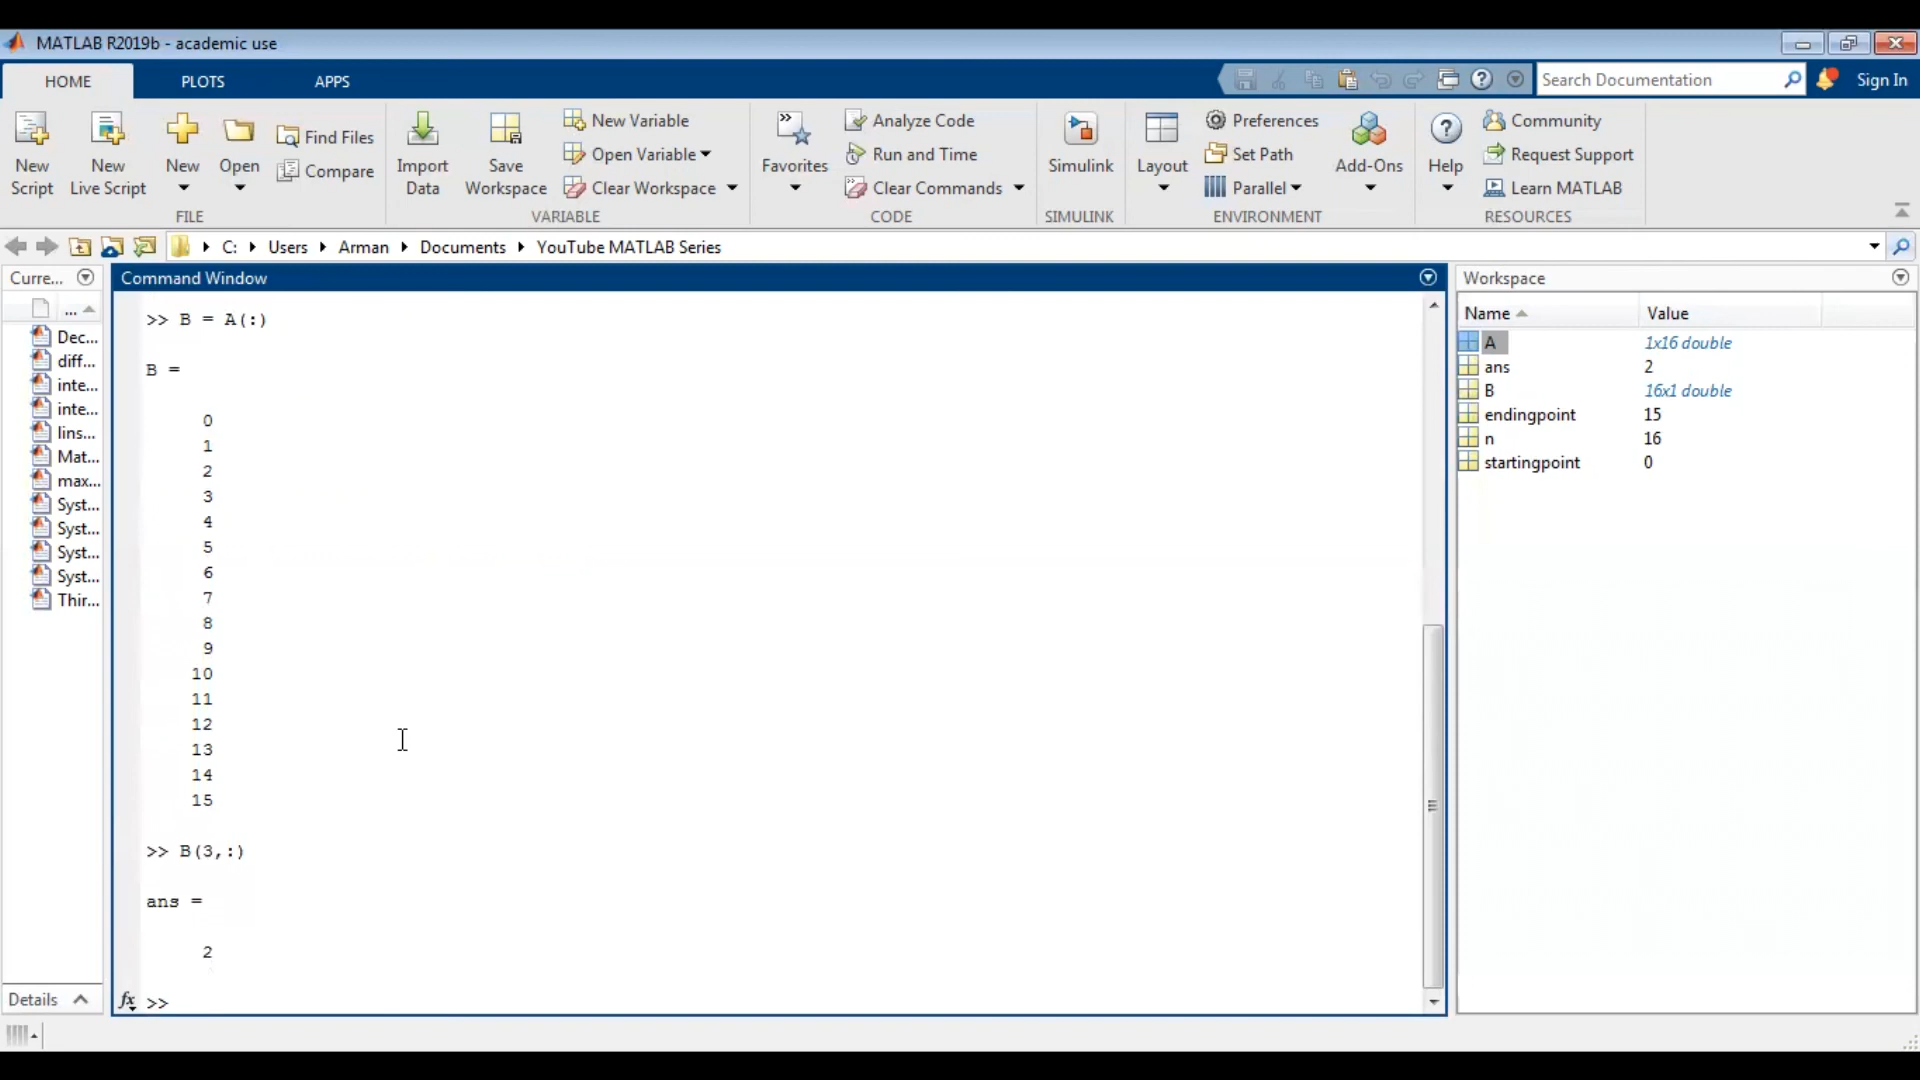 MATLAB R2019b - academic use
HOME PLOTS APPS
Search Documentation
Sign In
New Script
New Live Script
New
Open
Find Files
Compare
FILE
Import Data
Save Workspace
New Variable
Open Variable
Clear Workspace
VARIABLE
Favorites
Analyze Code
Run and Time
Clear Commands
CODE
Simulink
SIMULINK
Layout
Preferences
Set Path
Parallel
Add-Ons
ENVIRONMENT
Help
Community
Request Support
Learn MATLAB
RESOURCES
C: Users Arman Documents YouTube MATLAB Series
Curre...
...
Dec...
diff...
inte...
inte...
lins...
Mat...
max...
Syst...
Syst...
Syst...
Syst...
Thir...
Details
Command Window
>> B = A(:)
B =
0
1
2
3
4
5
6
7
8
9
10
11
12
13
14
15
>> B(3,:)
ans =
2
fx >>
Workspace
Name Value
A 1x16 double
ans 2
B 16x1 double
endingpoint 15
n 16
startingpoint 0